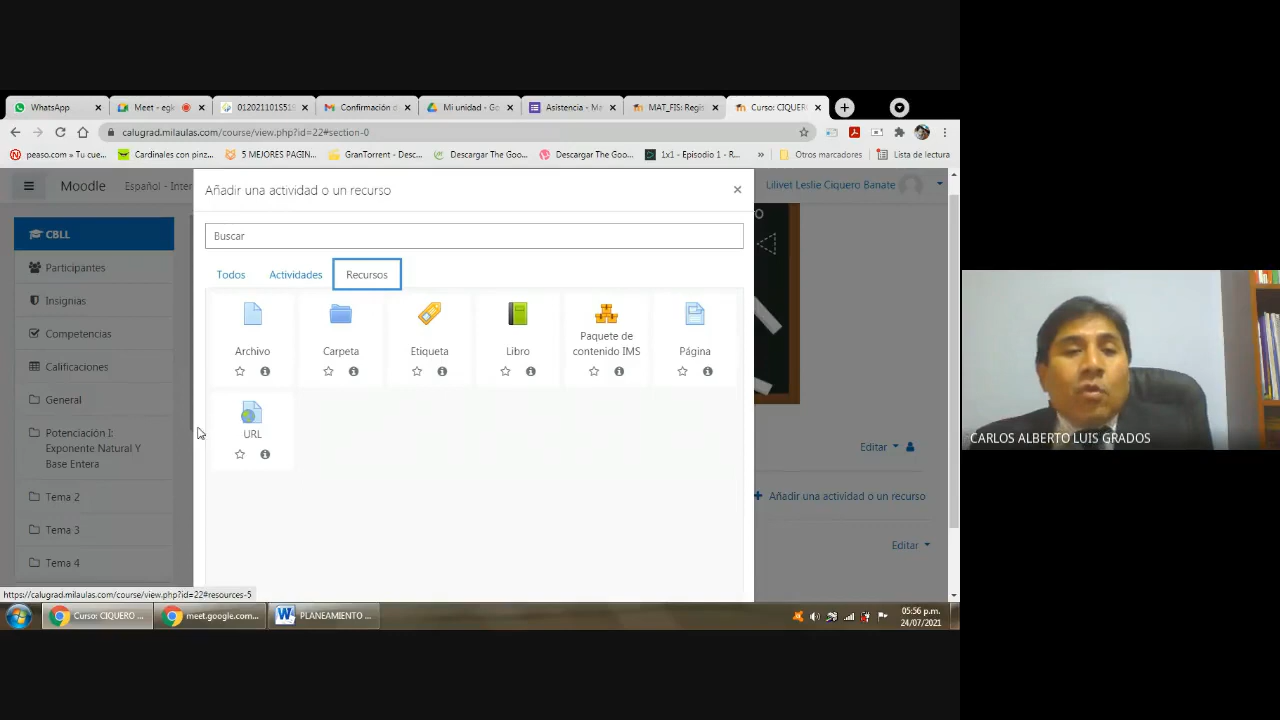 WhatsApp
Meet - egk
012021101S519
Confirmación d
Mi unidad - Go
Asistencia - Ma
MAT_FIS: Regis
Curso: CIQUER
calugrad.milaulas.com/course/view.php?id=22#section-0
peaso.com » Tu cue...
Cardinales con pinz...
5 MEJORES PAGIN...
GranTorrent - Desc...
Descargar The Goo...
Descargar The Goo...
1x1 - Episodio 1 - R...
»
Otros marcadores
Lista de lectura
Moodle
Español - Inter
Añadir una actividad o un recurso
Lilivet Leslie Ciquero Banate
CBLL
Participantes
Insignias
Competencias
Calificaciones
General
Potenciación I:
Exponente Natural Y
Base Entera
Tema 2
Tema 3
Tema 4
Buscar
Todos
Actividades
Recursos
Archivo
Carpeta
Etiqueta
Libro
Paquete de
contenido IMS
Página
URL
Editar
Añadir una actividad o un recurso
Editar
CARLOS ALBERTO LUIS GRADOS
https://calugrad.milaulas.com/course/view.php?id=22#resources-5
Curso: CIQUERO ...
meet.google.com...
PLANEAMIENTO ...
05:56 p.m.
24/07/2021